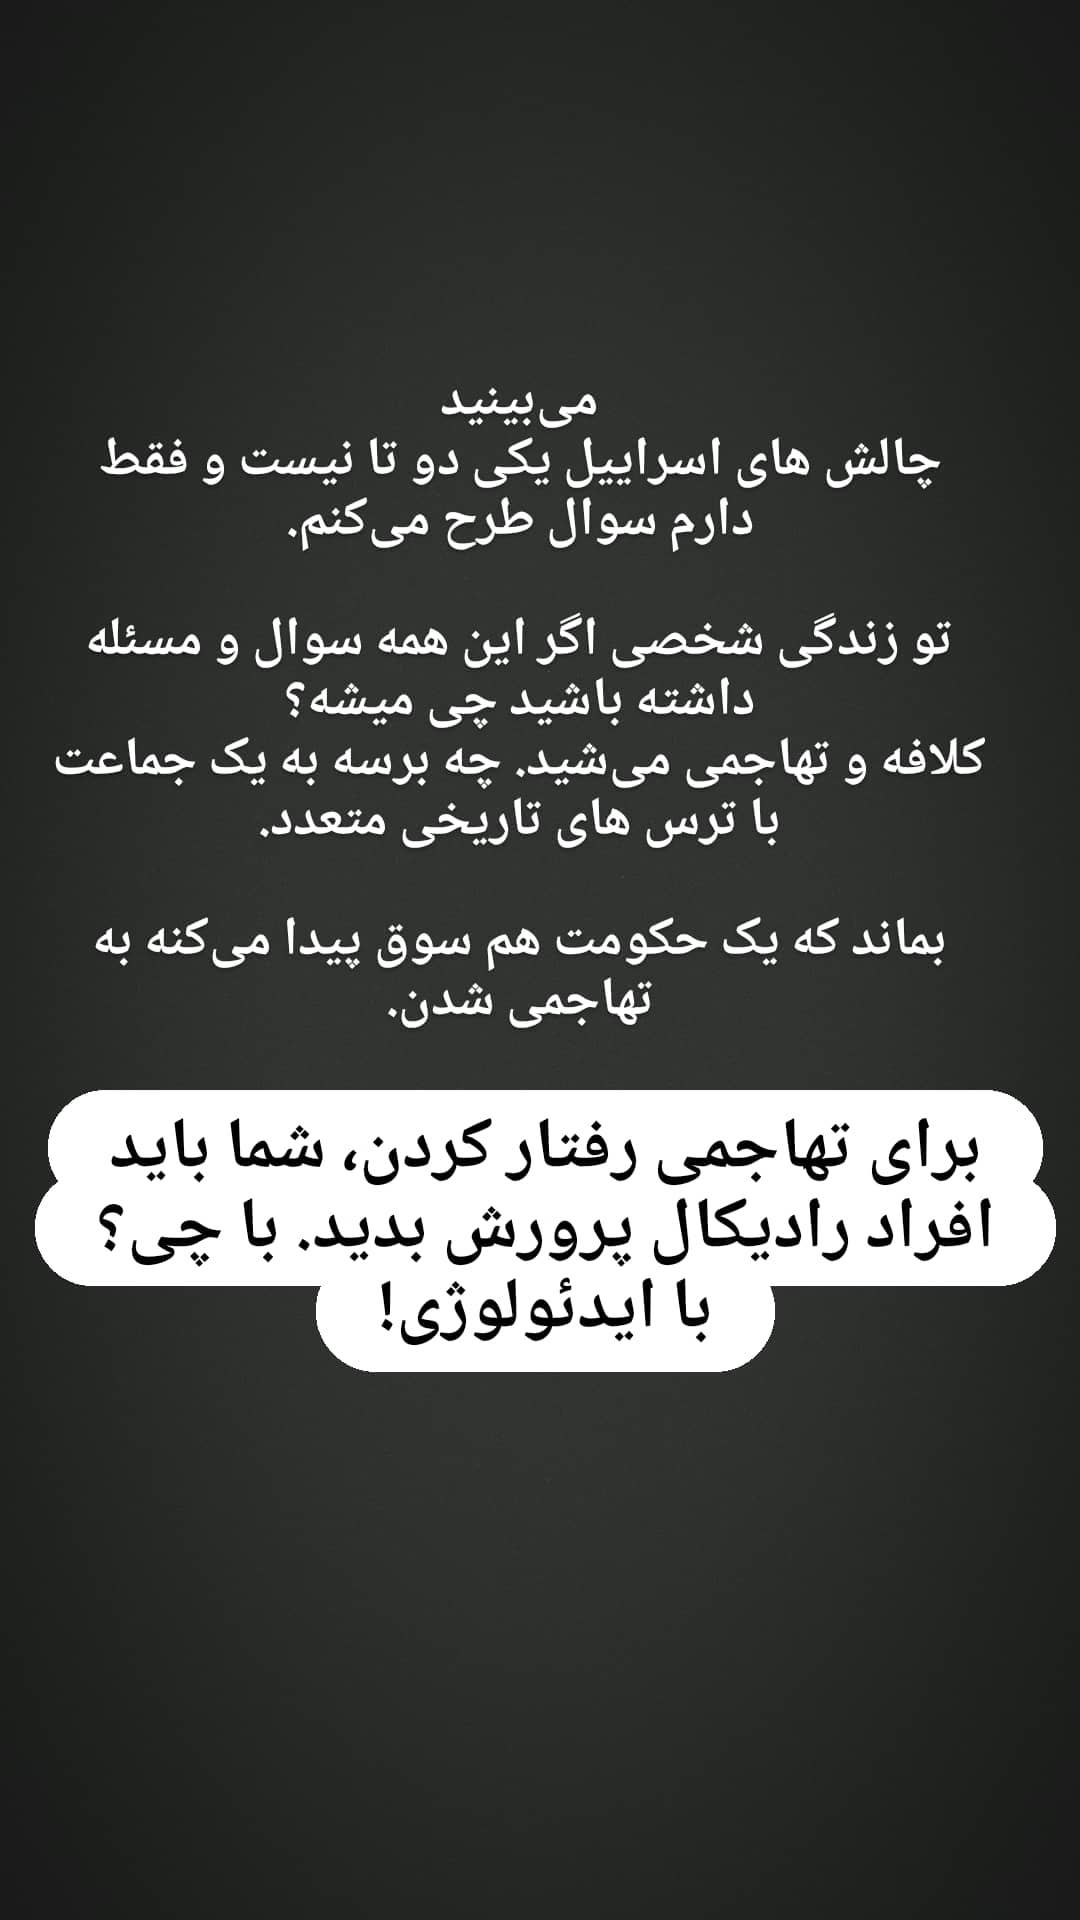 می‌بینید
چالش های اسراییل یکی دو تا نیست و فقط
دارم سوال طرح می‌کنم.
تو زندگی شخصی اگر این همه سوال و مسئله
داشته باشید چی میشه؟
کلافه و تهاجمی می‌شید. چه برسه به یک جماعت
با ترس های تاریخی متعدد.
بماند که یک حکومت هم سوق پیدا می‌کنه به
تهاجمی شدن.
برای تهاجمی رفتار کردن، شما باید
افراد رادیکال پرورش بدید. با چی؟
با ایدئولوژی!